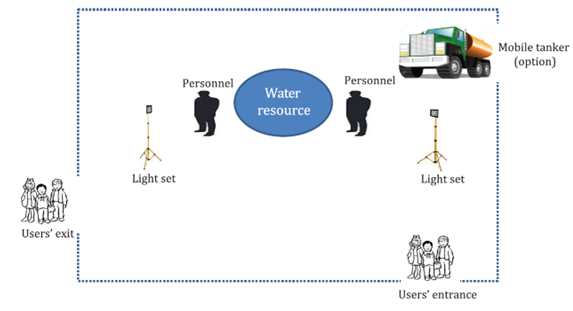 Mobile tanker
(option)
Personnel
Personnel
Water
resource
Light set
Light set
Users' exit
Users' entrance